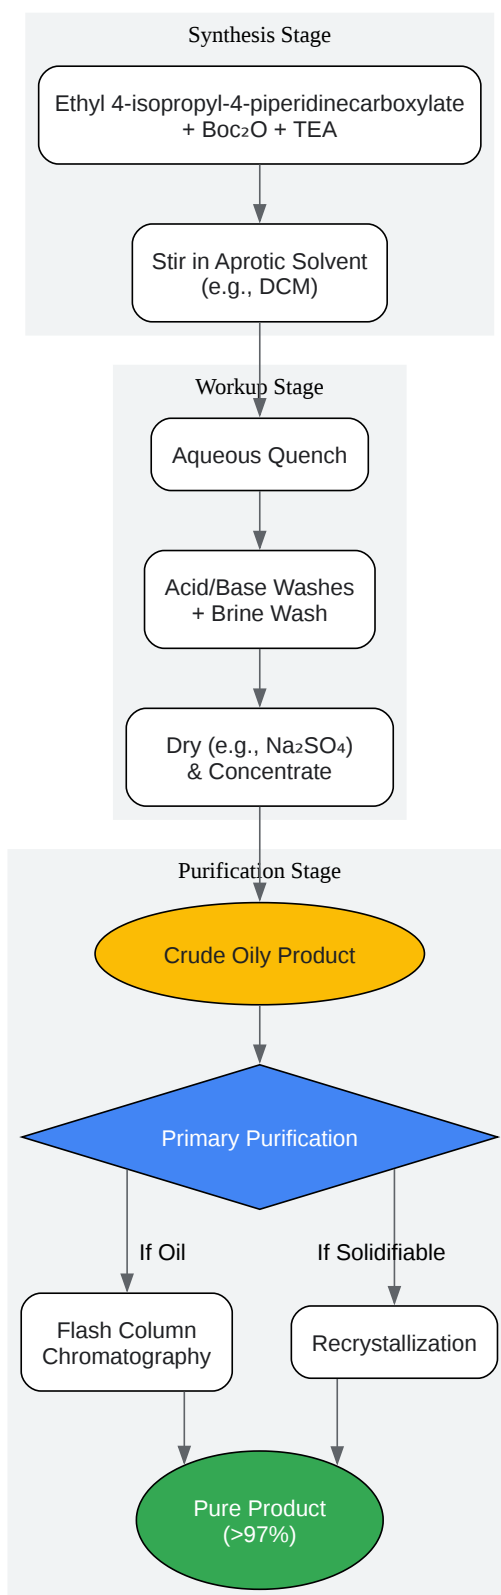 Synthesis Stage
Ethyl 4-isopropyl-4-piperidinecarboxylate
+ Boc₂O + TEA
Stir in Aprotic Solvent
(e.g., DCM)
Workup Stage
Aqueous Quench
Acid/Base Washes
+ Brine Wash
Dry (e.g., Na₂SO₄)
& Concentrate
Purification Stage
Crude Oily Product
Primary Purification
If Oil
If Solidifiable
Flash Column
Chromatography
Recrystallization
Pure Product
(>97%)